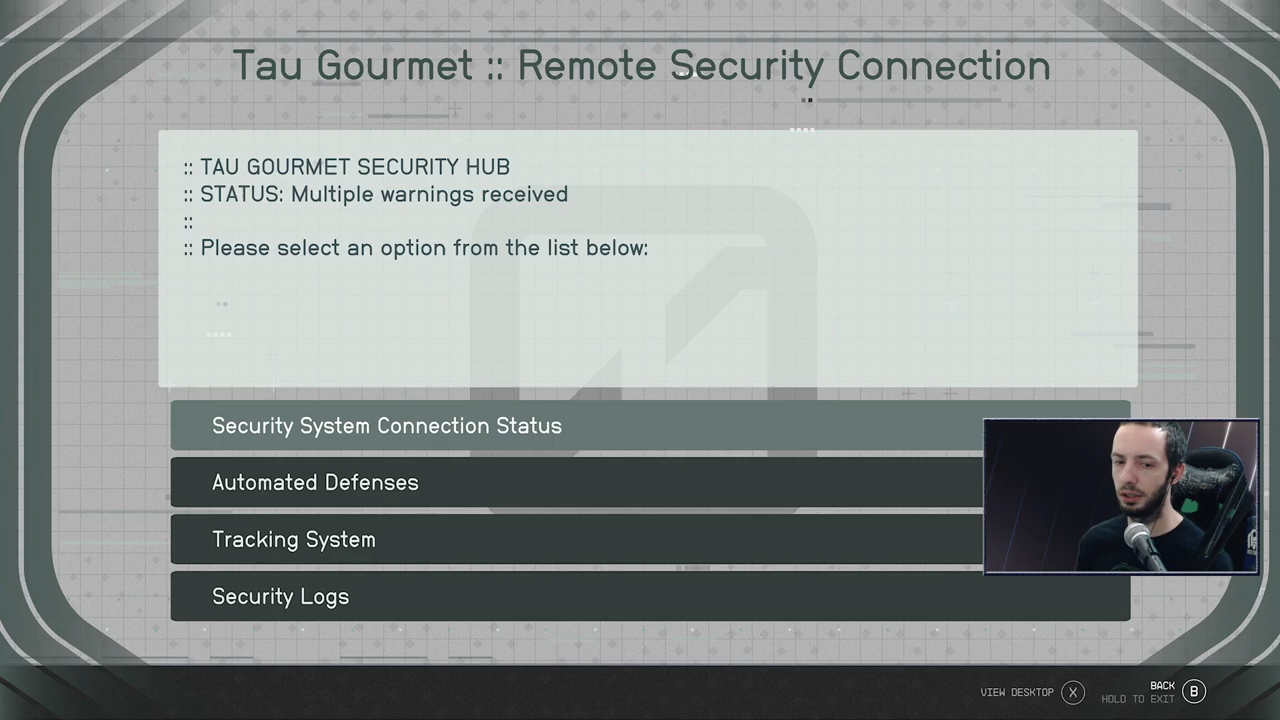 Tau Gourmet :: Remote Security Connection
:: TAU GOURMET SECURITY HUB
:: STATUS: Multiple warnings received
::
:: Please select an option from the list below:
Security System Connection Status
Automated Defenses
Tracking System
Security Logs
VIEW DESKTOP X
BACK
HOLD TO EXIT B